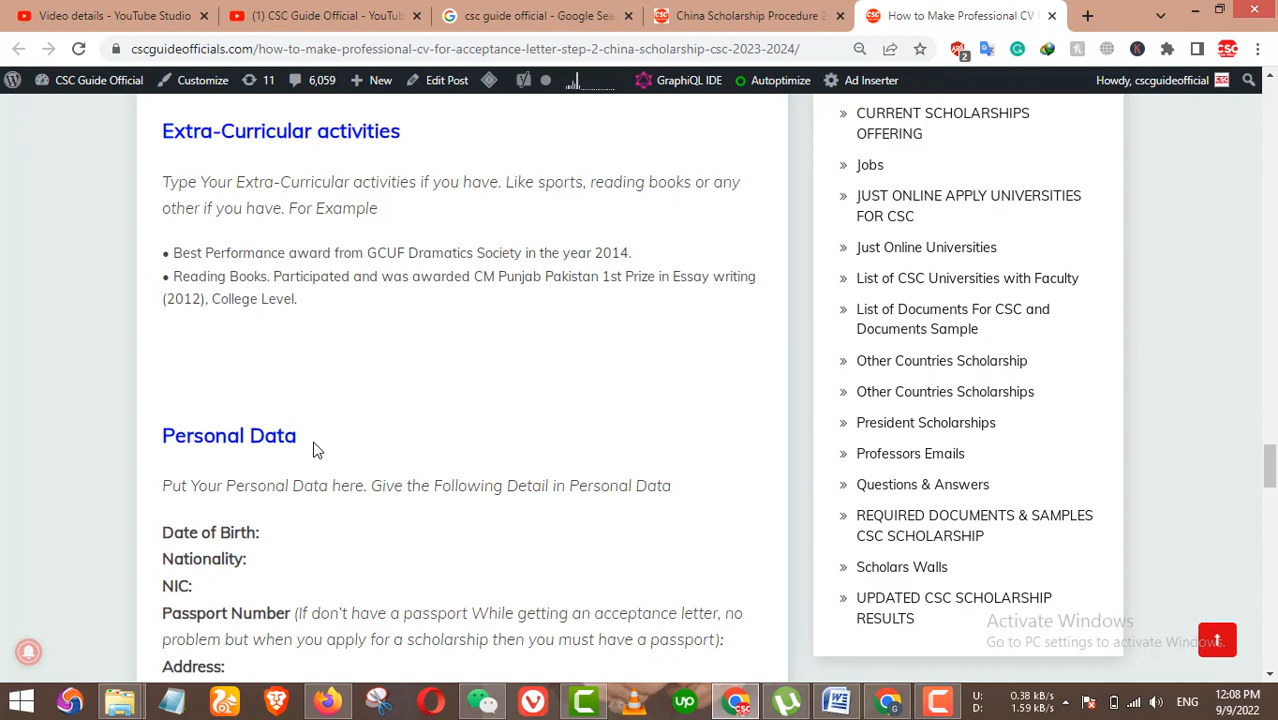 Video details - YouTube Studio
(1) CSC Guide Official - YouTub
csc guide official - Google Sea
China Scholarship Procedure 2
How to Make Professional CV
cscguideofficials.com/how-to-make-professional-cv-for-acceptance-letter-step-2-china-scholarship-csc-2023-2024/
2
CSC Guide Official
Customize
11
6,059
New
Edit Post
GraphiQL IDE
Autoptimize
Ad Inserter
Howdy, cscguideofficial
Extra-Curricular activities
Type Your Extra-Curricular activities if you have. Like sports, reading books or any
other if you have. For Example
• Best Performance award from GCUF Dramatics Society in the year 2014.
• Reading Books. Participated and was awarded CM Punjab Pakistan 1st Prize in Essay writing
(2012), College Level.
Personal Data
Put Your Personal Data here. Give the Following Detail in Personal Data
Date of Birth:
Nationality:
NIC:
Passport Number (If don't have a passport While getting an acceptance letter, no
problem but when you apply for a scholarship then you must have a passport):
Address:
CURRENT SCHOLARSHIPS
OFFERING
Jobs
JUST ONLINE APPLY UNIVERSITIES
FOR CSC
Just Online Universities
List of CSC Universities with Faculty
List of Documents For CSC and
Documents Sample
Other Countries Scholarship
Other Countries Scholarships
President Scholarships
Professors Emails
Questions & Answers
REQUIRED DOCUMENTS & SAMPLES
CSC SCHOLARSHIP
Scholars Walls
UPDATED CSC SCHOLARSHIP
RESULTS
Activate Windows
Go to PC settings to activate Windows.
U: 0.38 kB/s
D: 1.59 kB/s
ENG
12:08 PM
9/9/2022